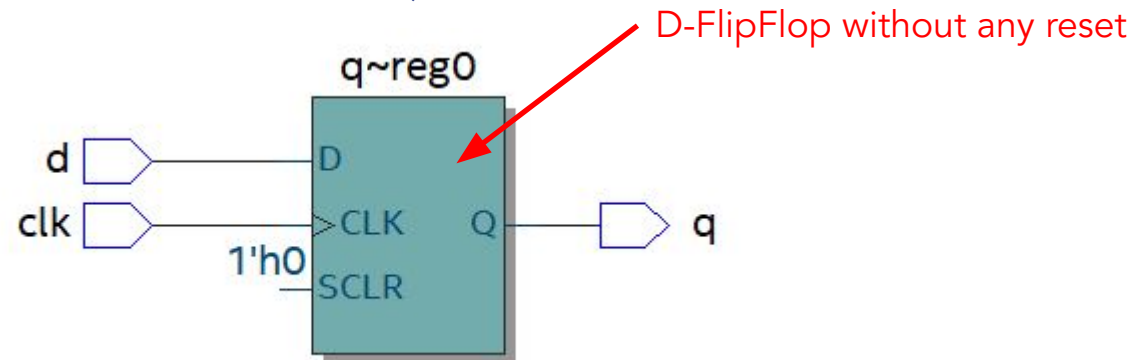 D-FlipFlop without any reset
q~reg0
d
D
clk
CLK
Q
q
1'h0
SCLR